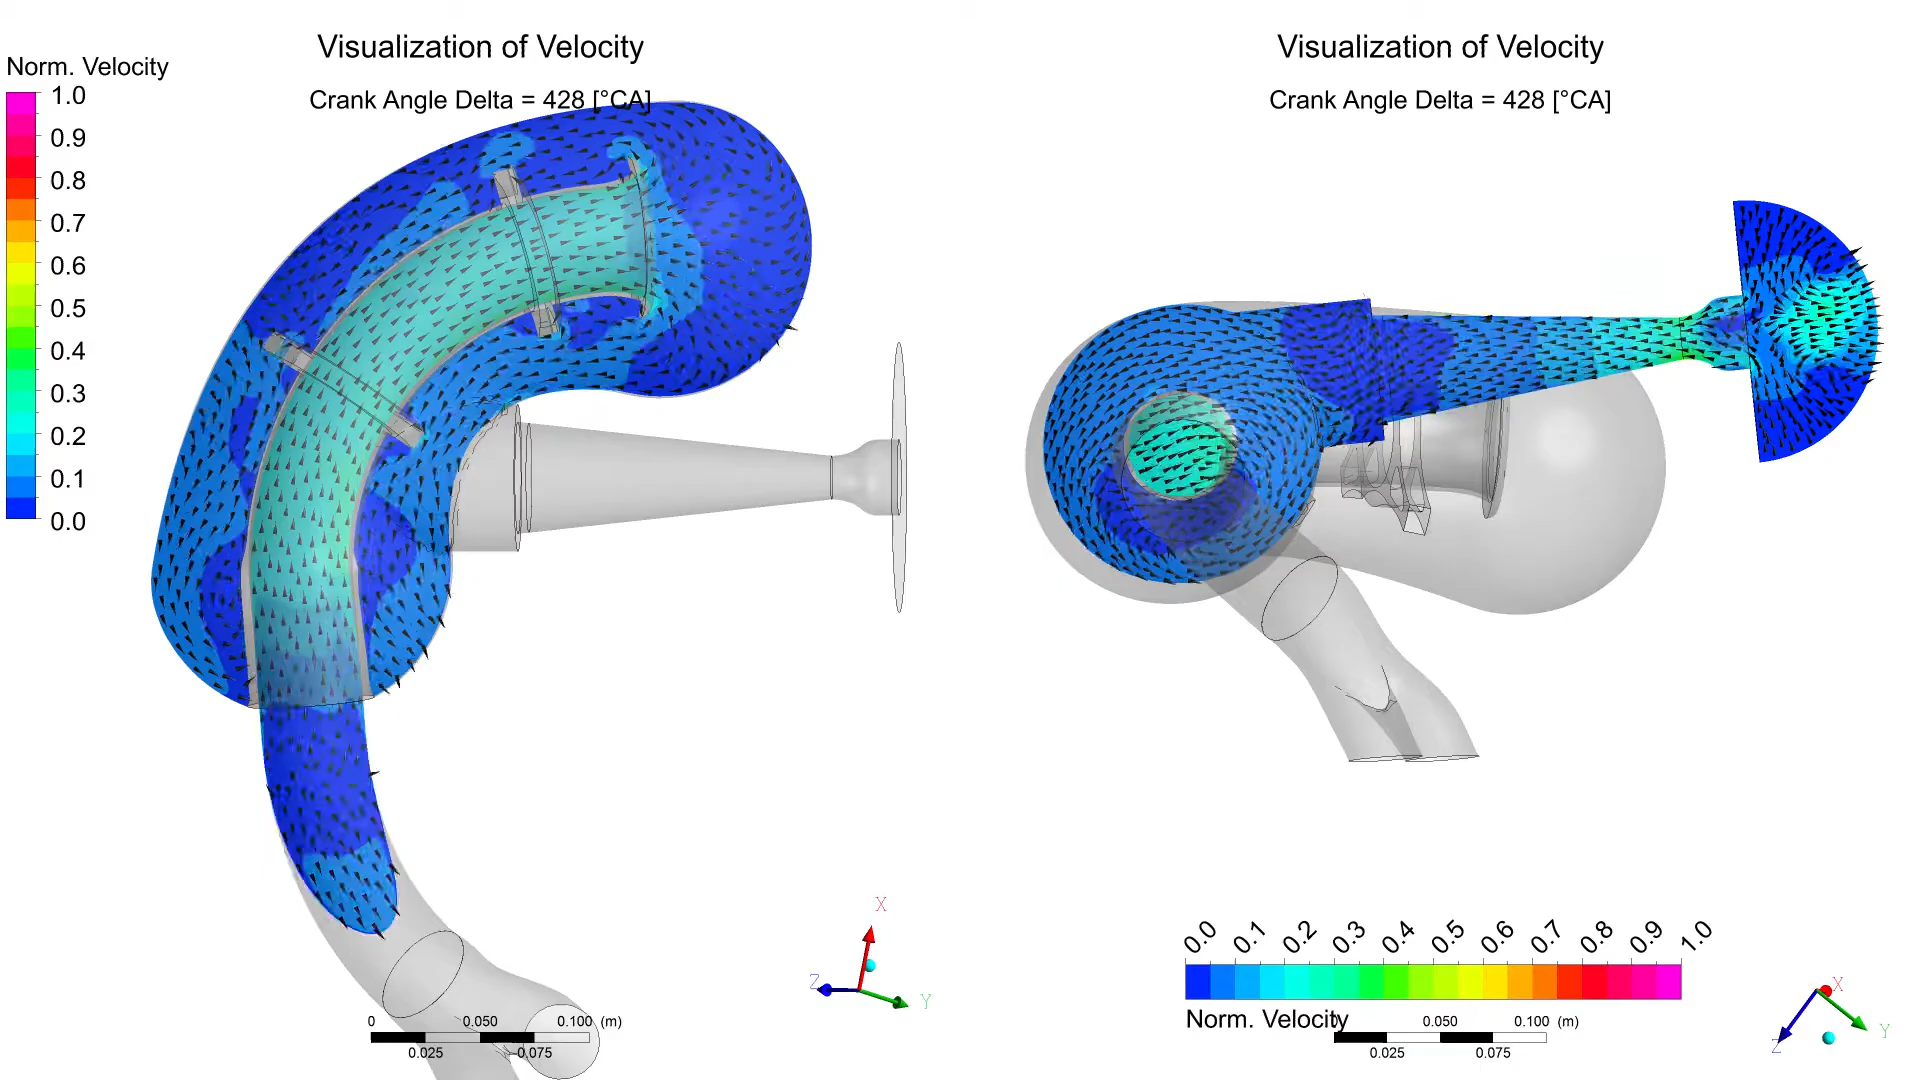 Visualization of Velocity
Crank Angle Delta = 428 [°CA]
Norm. Velocity
1.0
0.9
0.8
0.7
0.6
0.5
0.4
0.3
0.2
0.1
0.0
X
Z
Y
0 0.050 0.100 (m)
0.025 0.075
Visualization of Velocity
Crank Angle Delta = 428 [°CA]
0.0 0.1 0.2 0.3 0.4 0.5 0.6 0.7 0.8 0.9 1.0
Norm. Velocity
0 0.050 0.100 (m)
0.025 0.075
X
Y
Z